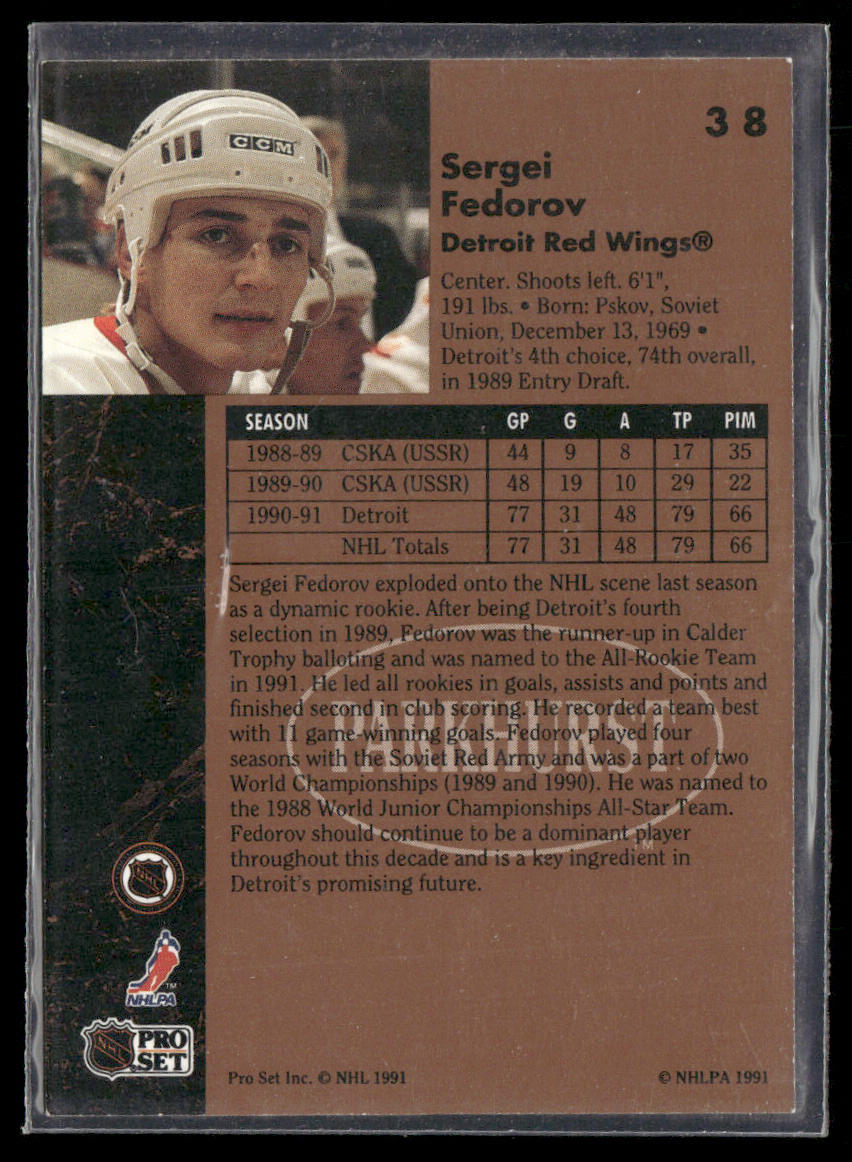 CCM
38
Sergei
Fedorov
Detroit Red Wings®
Center. Shoots left. 6'1",
191 lbs. • Born: Pskov, Soviet
Union, December 13, 1969 •
Detroit's 4th choice, 74th overall,
in 1989 Entry Draft.
SEASON GP G A TP PIM
1988-89 CSKA (USSR) 44 9 8 17 35
1989-90 CSKA (USSR) 48 19 10 29 22
1990-91 Detroit 77 31 48 79 66
NHL Totals 77 31 48 79 66
Sergei Fedorov exploded onto the NHL scene last season
as a dynamic rookie. After being Detroit's fourth
selection in 1989, Fedorov was the runner-up in Calder
Trophy balloting and was named to the All-Rookie Team
in 1991. He led all rookies in goals, assists and points and
finished second in club scoring. He recorded a team best
with 11 game-winning goals. Fedorov played four
seasons with the Soviet Red Army and was a part of two
World Championships (1989 and 1990). He was named to
the 1988 World Junior Championships All-Star Team.
Fedorov should continue to be a dominant player
throughout this decade and is a key ingredient in
Detroit's promising future.
PARKHURST
TM
NHL
TM
NHLPA
NHL PRO
SET
Pro Set Inc. © NHL 1991
© NHLPA 1991